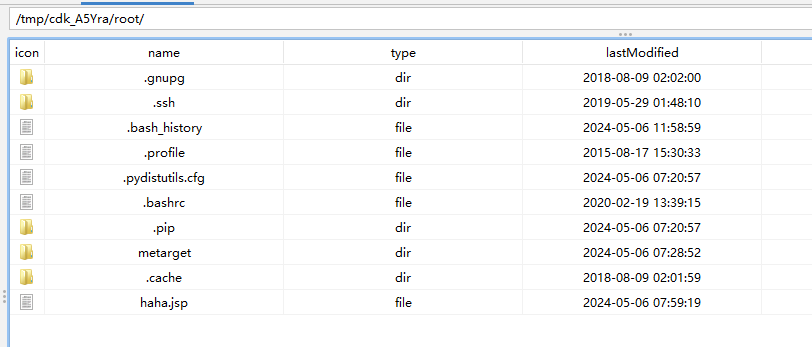 /tmp/cdk_A5Yra/root/
icon name type lastModified
.gnupg dir 2018-08-09 02:02:00
.ssh dir 2019-05-29 01:48:10
.bash_history file 2024-05-06 11:58:59
.profile file 2015-08-17 15:30:33
.pydistutils.cfg file 2024-05-06 07:20:57
.bashrc file 2020-02-19 13:39:15
.pip dir 2024-05-06 07:20:57
metarget dir 2024-05-06 07:28:52
.cache dir 2018-08-09 02:01:59
haha.jsp file 2024-05-06 07:59:19